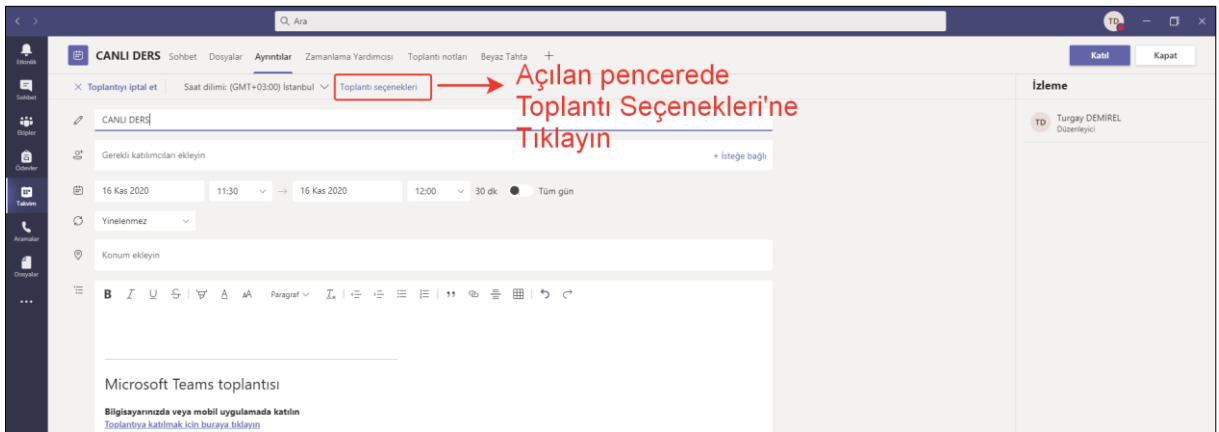 Ara
TD
Etkinlik
Sohbet
Ekipler
Ödevler
Takvim
Aramalar
Dosyalar
CANLI DERS Sohbet Dosyalar Ayrıntılar Zamanlama Yardımcısı Toplantı notları Beyaz Tahta +
Katıl Kapat
× Toplantıyı iptal et Saat dilimi: (GMT+03:00) İstanbul Toplantı seçenekleri
Açılan pencerede
Toplantı Seçenekleri'ne
Tıklayın
CANLI DERS
Gerekli katılımcıları ekleyin + İsteğe bağlı
16 Kas 2020 11:30 → 16 Kas 2020 12:00 30 dk Tüm gün
Yinelenmez
Konum ekleyin
B I U S A AA Paragraf
Microsoft Teams toplantısı
Bilgisayarınızda veya mobil uygulamada katılın
Toplantıya katılmak için buraya tıklayın
İzleme
TD Turgay DEMİREL
Düzenleyici